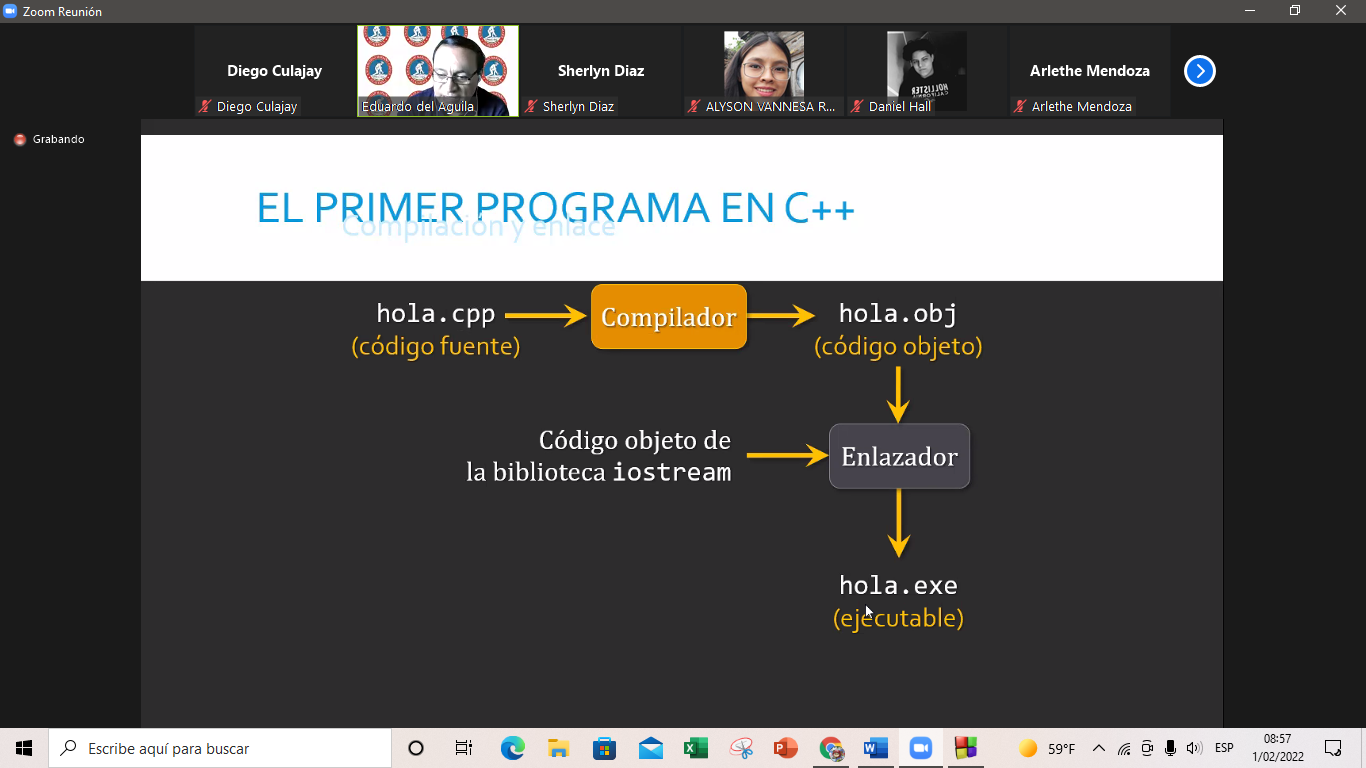 Zoom Reunión
Diego Culajay
Sherlyn Diaz
Arlethe Mendoza
HOLLISTER
CALIFORNIA
Diego Culajay
Eduardo del Aguila
Sherlyn Diaz
ALYSON VANNESA R...
Daniel Hall
Arlethe Mendoza
Grabando
EL PRIMER PROGRAMA EN C++
Compilación y enlace
hola.cpp
(código fuente)
Compilador
hola.obj
(código objeto)
Código objeto de
la biblioteca iostream
Enlazador
hola.exe
(ejecutable)
Escribe aquí para buscar
59°F
ESP
08:57
1/02/2022